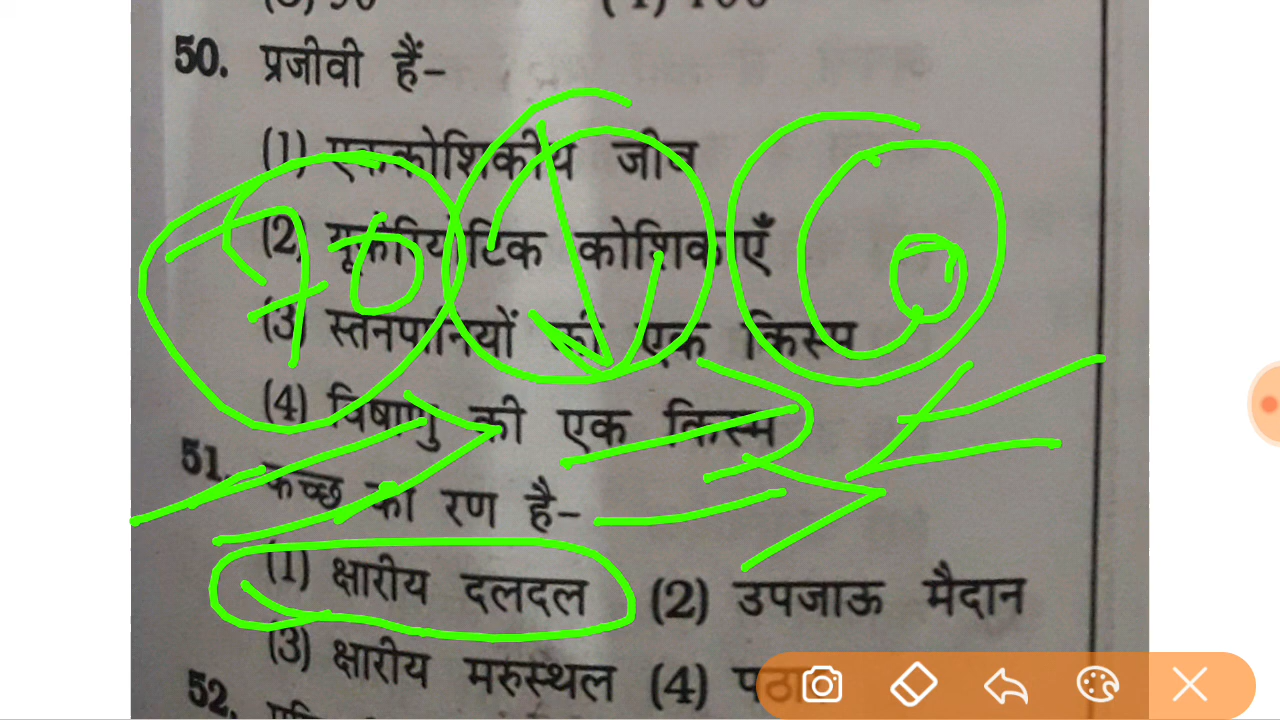 50. प्रजीवी हैं-
(1) एककोशिकीय जीव
(2) यूकेरियोटिक कोशिकाएँ
(3) स्तनपानियों की एक किस्म
(4) विषाणु की एक किस्म
51. कच्छ का रण है-
(1) क्षारीय दलदल (2) उपजाऊ मैदान
(3) क्षारीय मरुस्थल (4)
52.